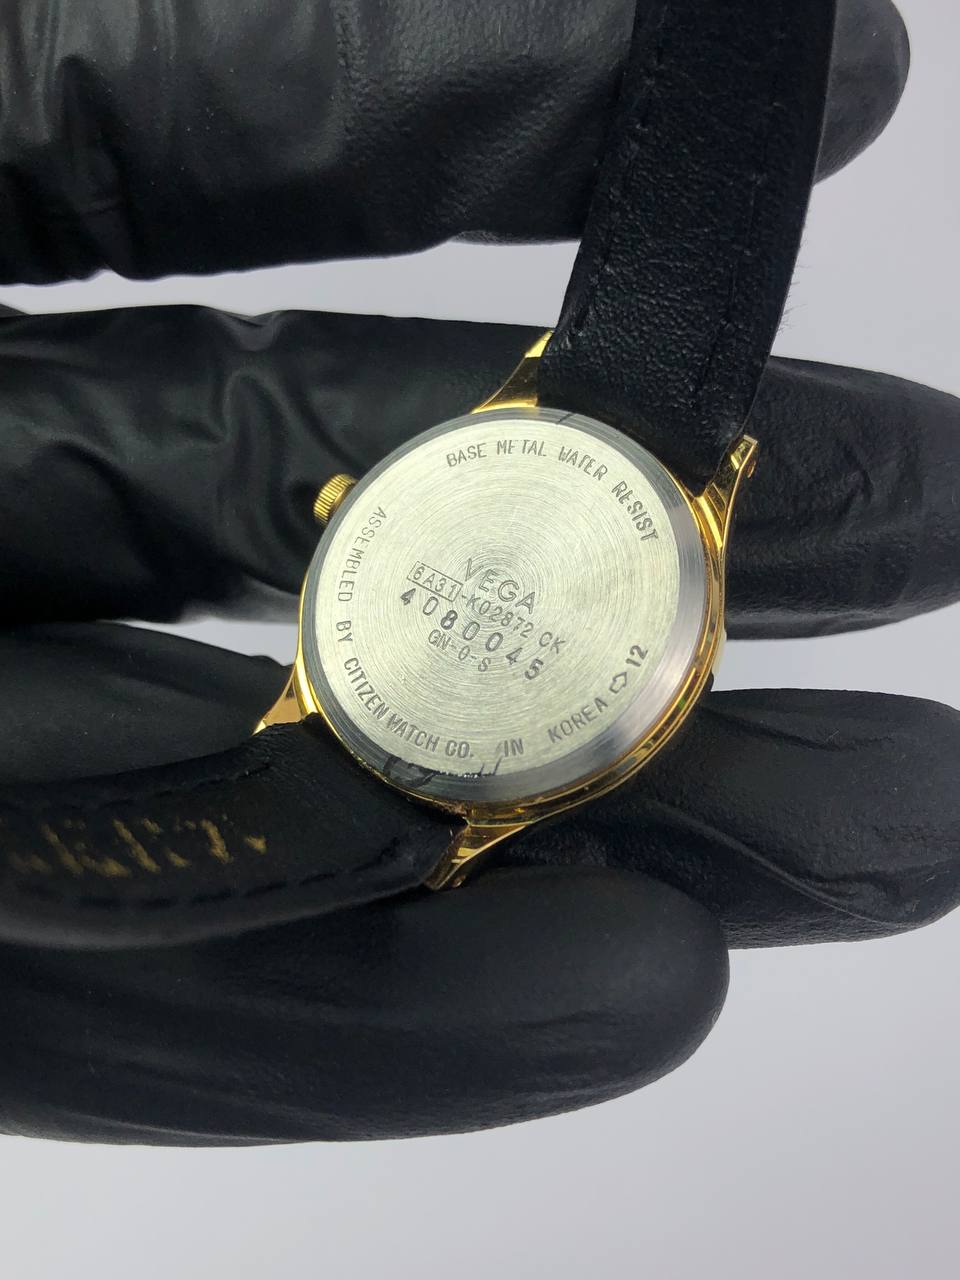 BASE METAL WATER RESIST
VEGA
6A31-K02872 CK
4080045
GN-0-S
ASSEMBLED BY CITIZEN WATCH CO. IN KOREA ⇨ 12